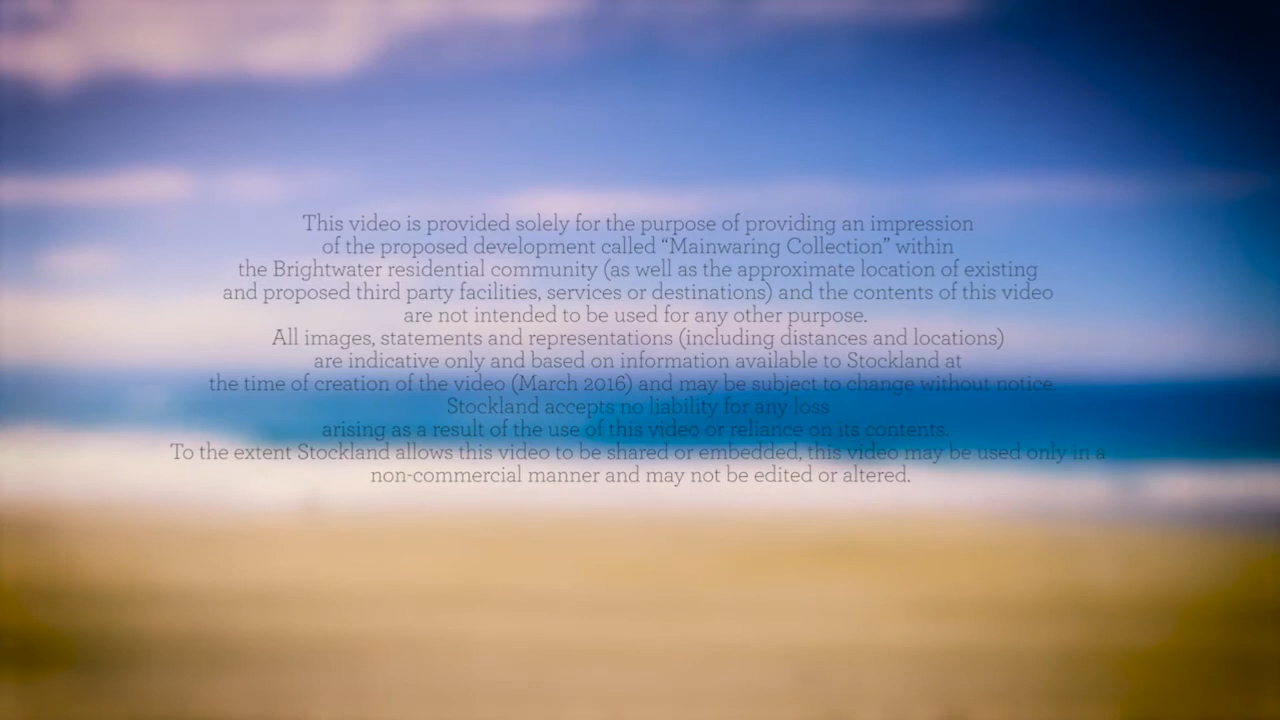 This video is provided solely for the purpose of providing an impression
of the proposed development called “Mainwaring Collection” within
the Brightwater residential community (as well as the approximate location of existing
and proposed third party facilities, services or destinations) and the contents of this video
are not intended to be used for any other purpose.
All images, statements and representations (including distances and locations)
are indicative only and based on information available to Stockland at
the time of creation of the video (March 2016) and may be subject to change without notice.
Stockland accepts no liability for any loss
arising as a result of the use of this video or reliance on its contents.
To the extent Stockland allows this video to be shared or embedded, this video may be used only in a
non-commercial manner and may not be edited or altered.